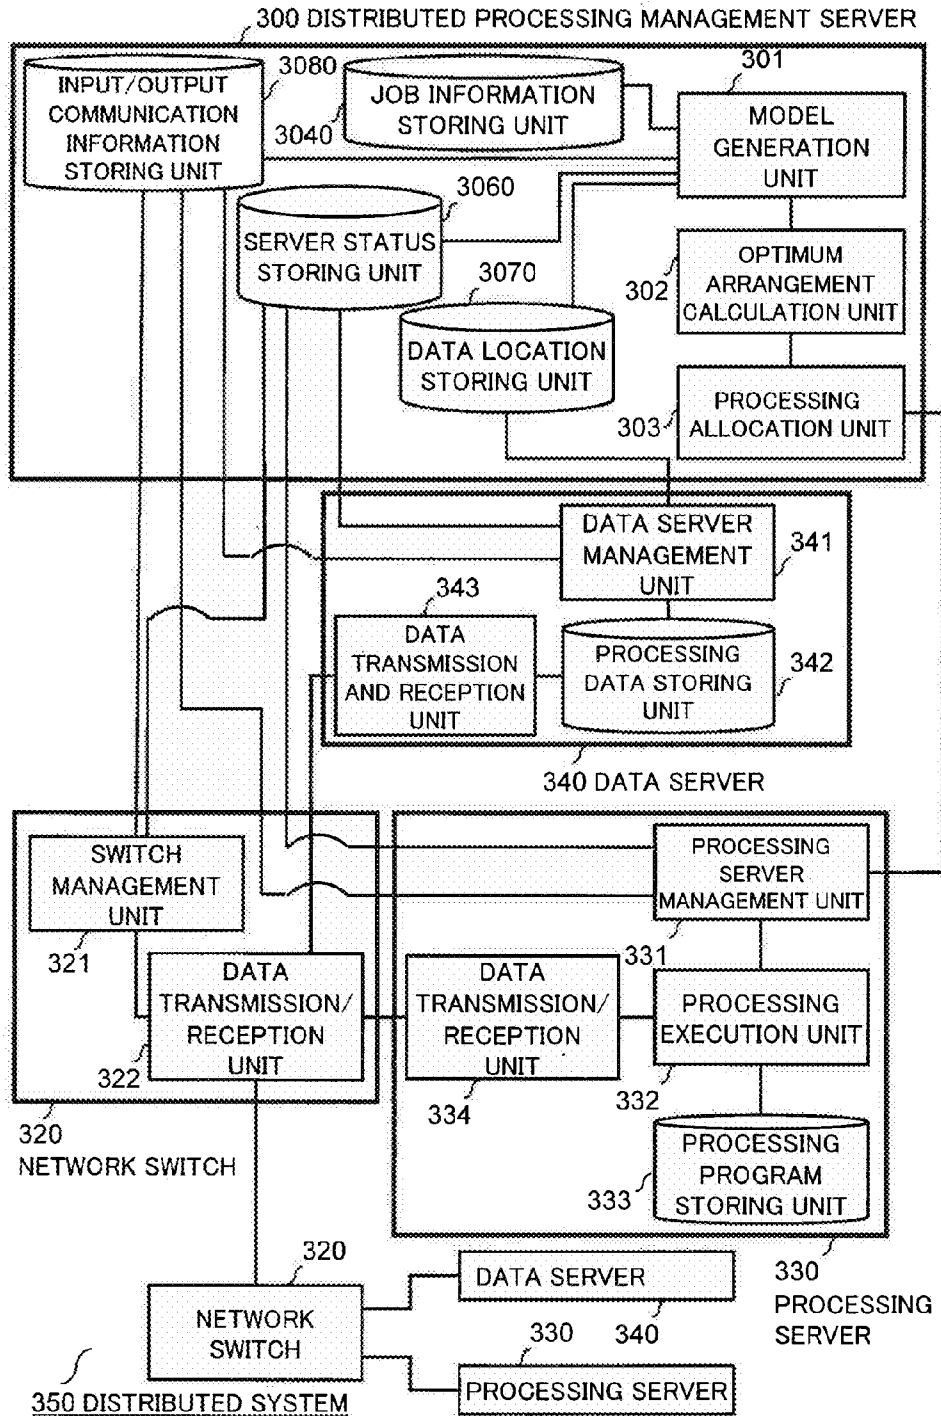 300 DISTRIBUTED PROCESSING MANAGEMENT SERVER
INPUT/OUTPUT
COMMUNICATION
INFORMATION
STORING UNIT
3080
JOB INFORMATION
STORING UNIT
3040
301
MODEL
GENERATION
UNIT
3060
SERVER STATUS
STORING UNIT
302
OPTIMUM
ARRANGEMENT
CALCULATION UNIT
3070
DATA LOCATION
STORING UNIT
303
PROCESSING
ALLOCATION UNIT
DATA SERVER
MANAGEMENT
UNIT
341
343
DATA
TRANSMISSION
AND RECEPTION
UNIT
PROCESSING
DATA STORING
UNIT
342
340 DATA SERVER
SWITCH
MANAGEMENT
UNIT
321
PROCESSING
SERVER
MANAGEMENT UNIT
331
DATA
TRANSMISSION/
RECEPTION
UNIT
322
DATA
TRANSMISSION/
RECEPTION
UNIT
334
PROCESSING
EXECUTION UNIT
332
320
NETWORK SWITCH
PROCESSING
PROGRAM
STORING UNIT
333
330
PROCESSING
SERVER
320
NETWORK
SWITCH
DATA SERVER
340
330
PROCESSING SERVER
350 DISTRIBUTED SYSTEM